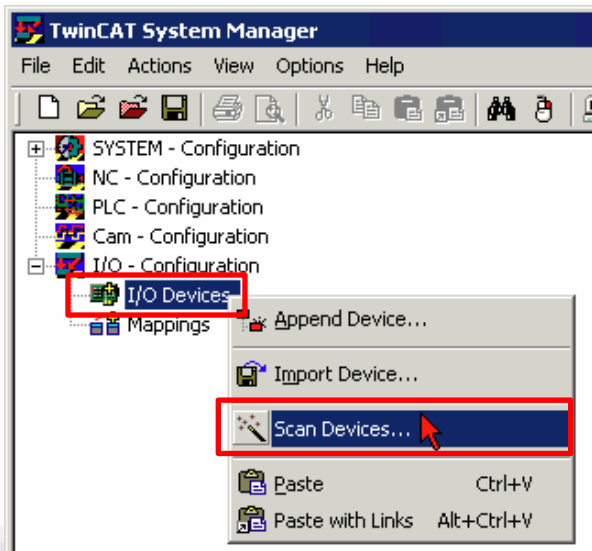 TwinCAT System Manager
File Edit Actions View Options Help
SYSTEM - Configuration
NC - Configuration
PLC - Configuration
Cam - Configuration
I/O - Configuration
I/O Devices
Mappings
Append Device...
Import Device...
Scan Devices...
Paste Ctrl+V
Paste with Links Alt+Ctrl+V